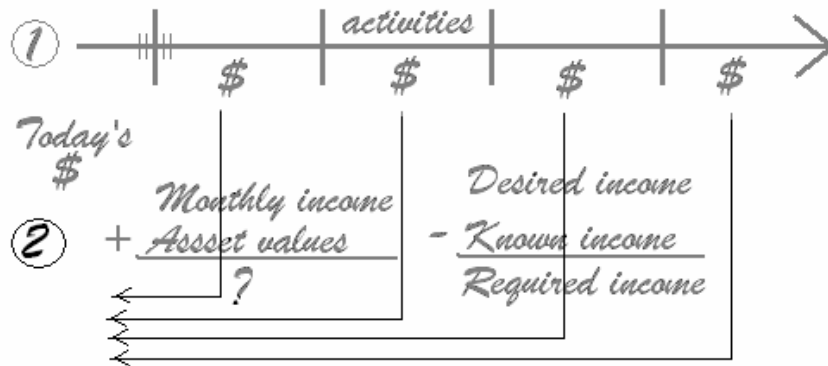 activities
1
$ $ $ $
Today's
$
2
Monthly income
+ Assset values
?
Desired income
- Known income
Required income